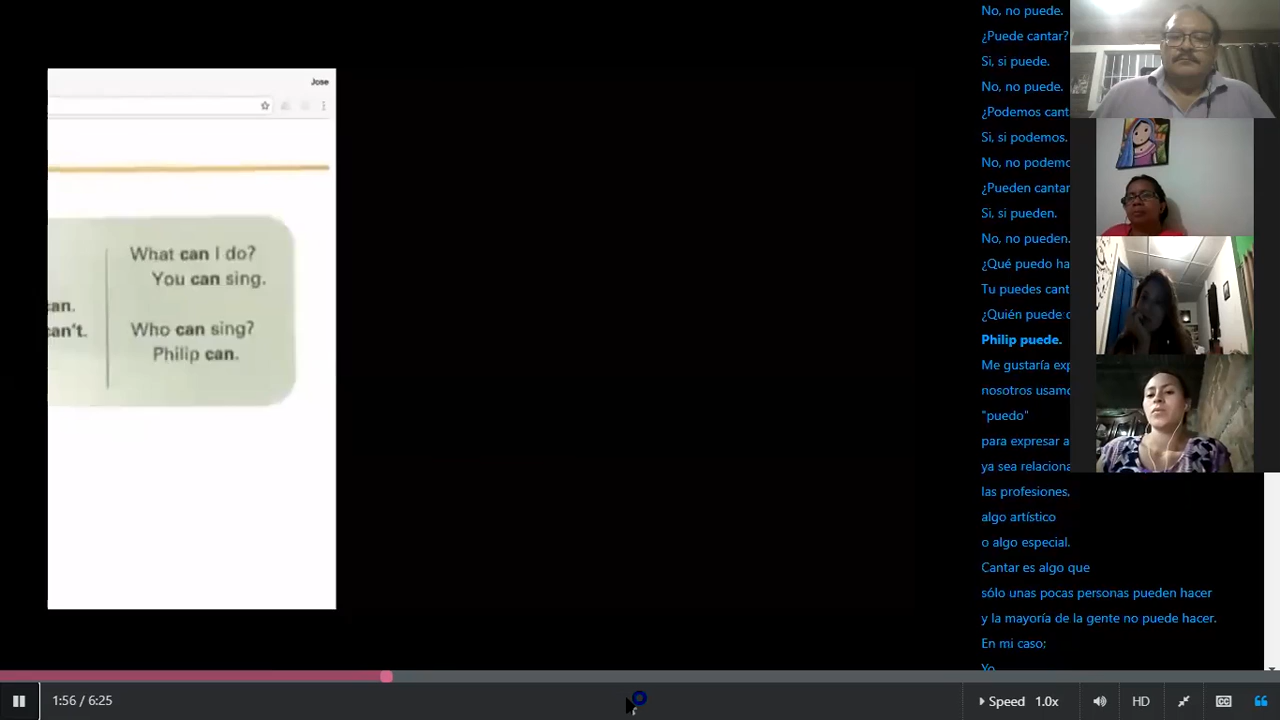 Jose
What can I do?
You can sing.
an.
an't.
Who can sing?
Philip can.
No, no puede.
¿Puede cantar?
Si, si puede.
No, no puede.
¿Podemos cant
Si, si podemos.
No, no podemo
¿Pueden cantar
Si, si pueden.
No, no pueden.
¿Qué puedo ha
Tu puedes cant
¿Quién puede
Philip puede.
Me gustaría exp
nosotros usamo
"puedo"
para expresar a
ya sea relaciona
las profesiones,
algo artístico
o algo especial.
Cantar es algo que
sólo unas pocas personas pueden hacer
y la mayoría de la gente no puede hacer.
En mi caso;
Yo
1:56 / 6:25
Speed 1.0x
HD
CC